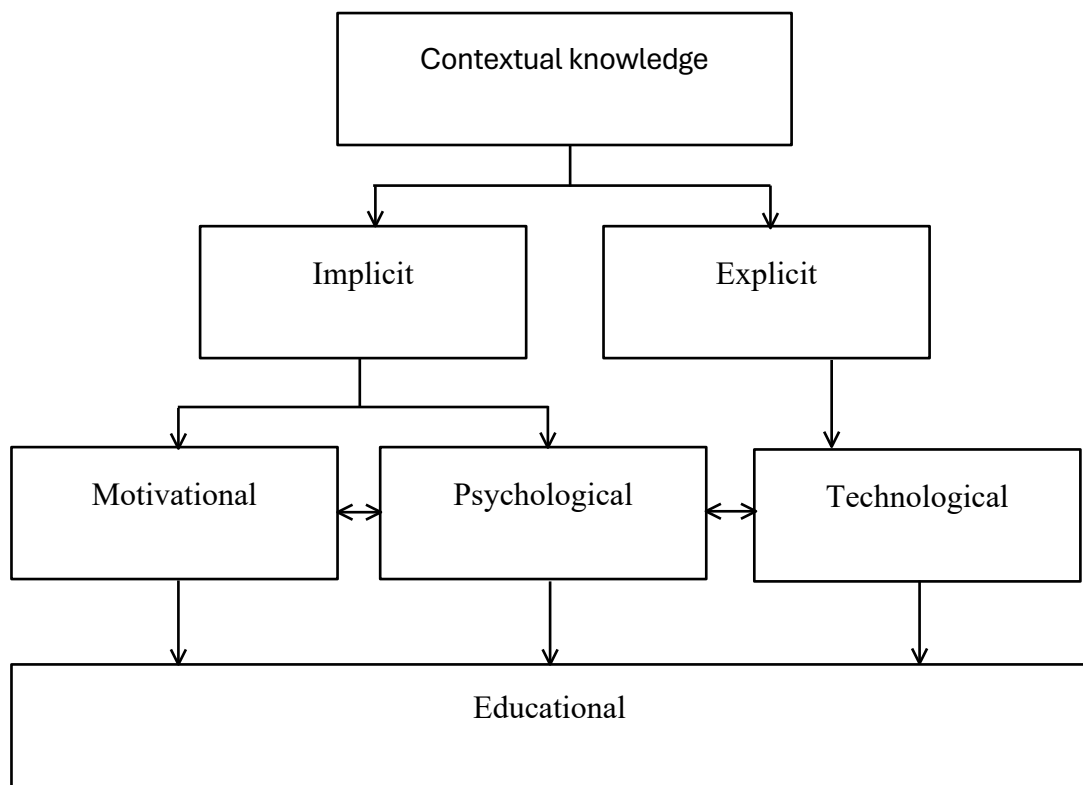 Contextual knowledge
Implicit
Explicit
Motivational
Psychological
Technological
Educational